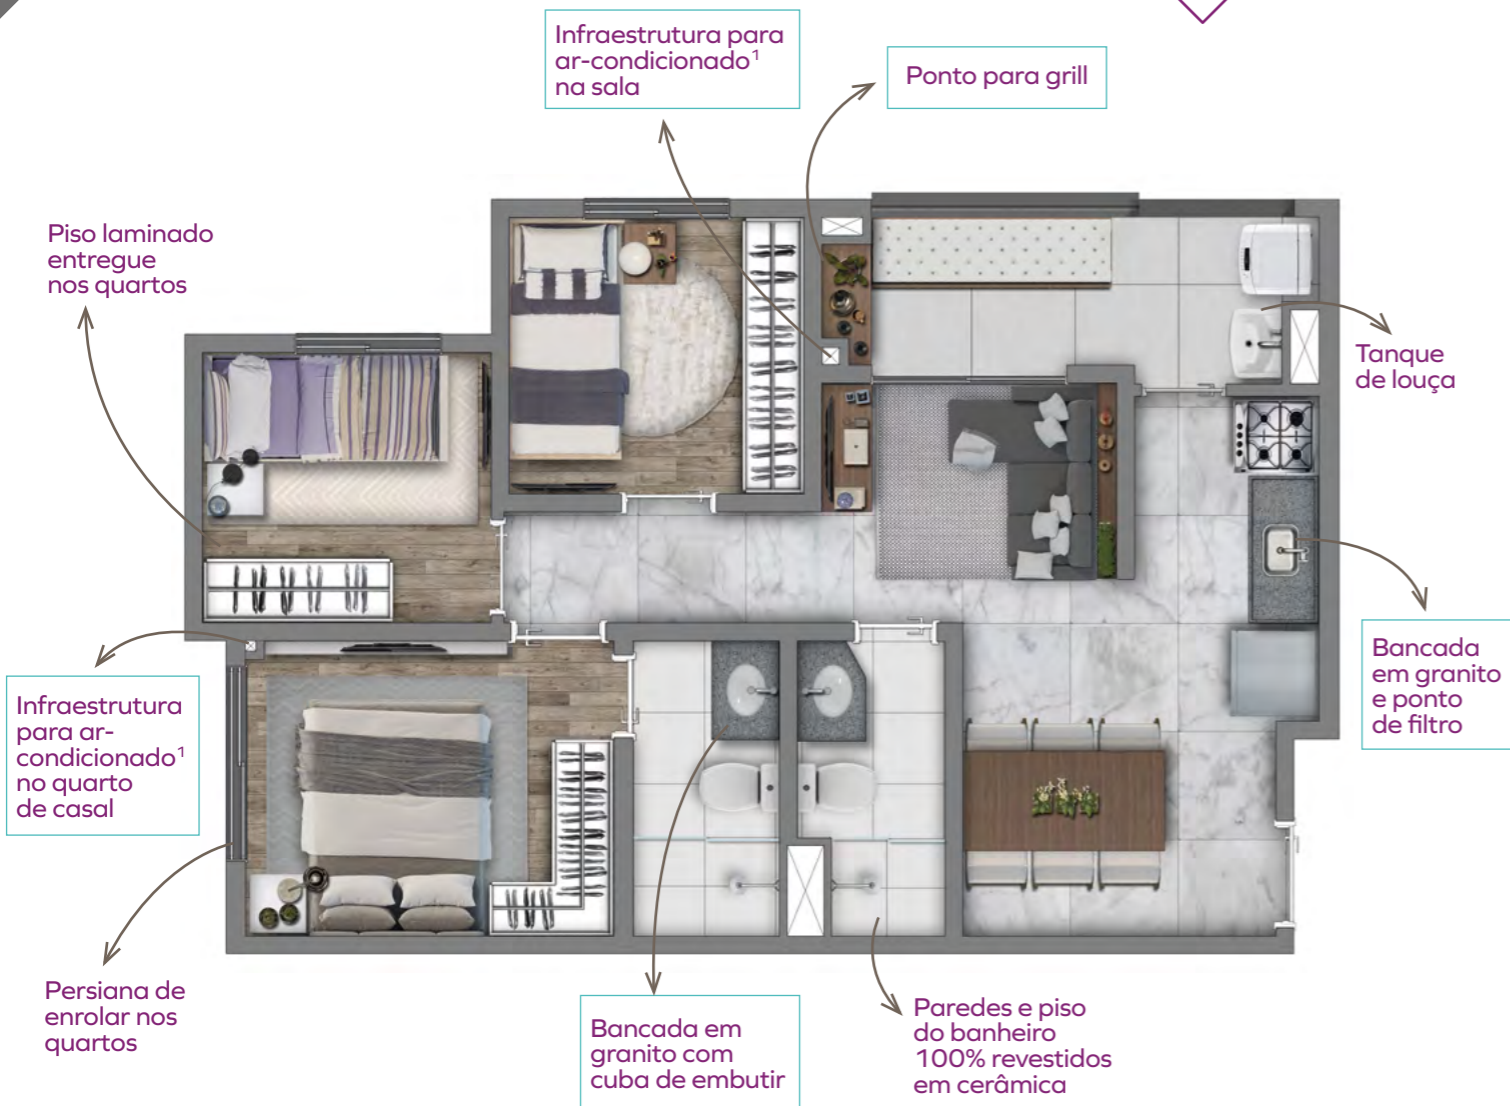 Infraestrutura para
ar-condicionado¹
na sala
Ponto para grill
Piso laminado
entregue
nos quartos
Tanque
de louça
Bancada
em granito
e ponto
de filtro
Infraestrutura
para ar-
condicionado¹
no quarto
de casal
Persiana de
enrolar nos
quartos
Bancada em
granito com
cuba de embutir
Paredes e piso
do banheiro
100% revestidos
em cerâmica